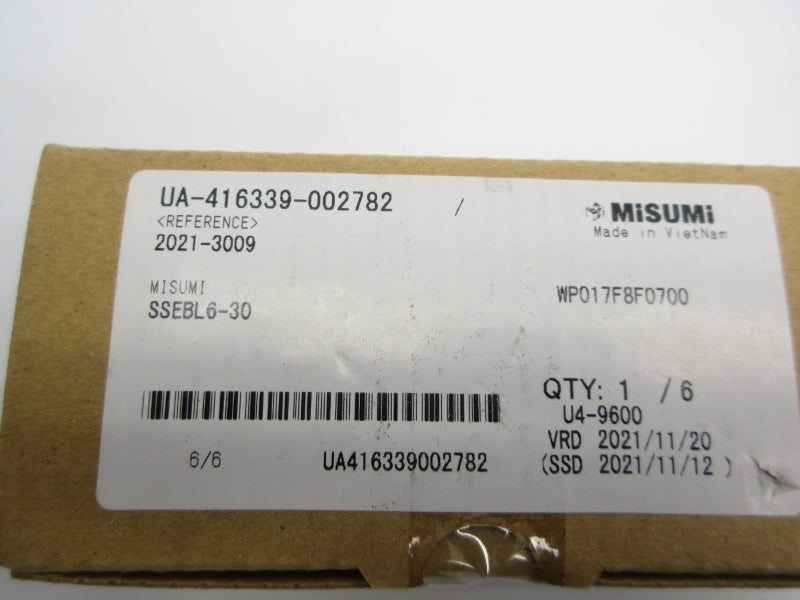 UA-416339-002782 /
<REFERENCE>
2021-3009
MiSUMi
Made in VietNam
MISUMI
SSEBL6-30
WP017F8F0700
QTY: 1 /6
U4-9600
VRD 2021/11/20
(SSD 2021/11/12 )
6/6
UA416339002782